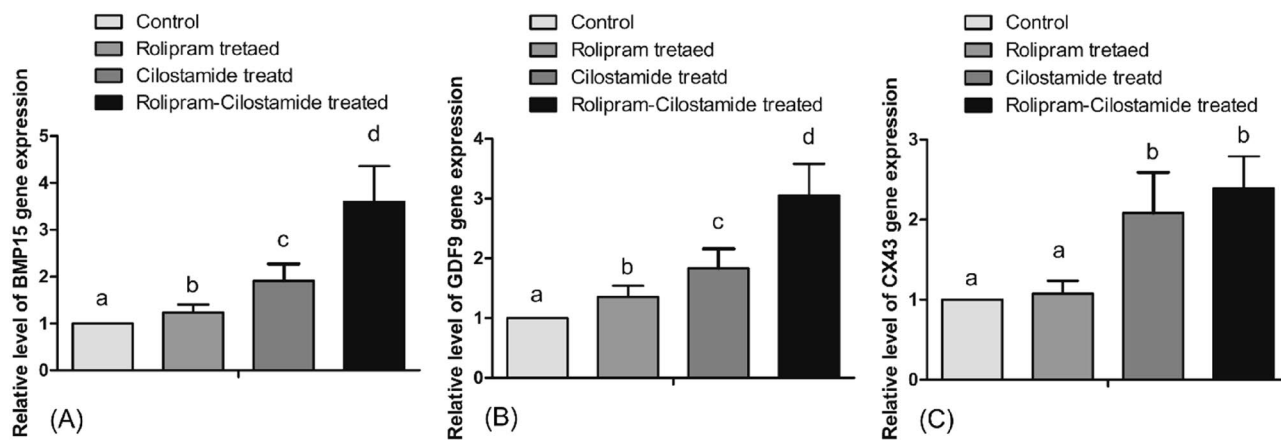 Control
Rolipram tretaed
Cilostamide treatd
Rolipram-Cilostamide treated
Relative level of BMP15 gene expression
5
4
3
2
1
0
a
b
c
d
(A)
Control
Rolipram tretaed
Cilostamide treatd
Rolipram-Cilostamide treated
Relative level of GDF9 gene expression
4
3
2
1
0
a
b
c
d
(B)
Control
Rolipram tretaed
Cilostamide treatd
Rolipram-Cilostamide treated
Relative level of CX43 gene expression
3
2
1
0
a
a
b
b
(C)